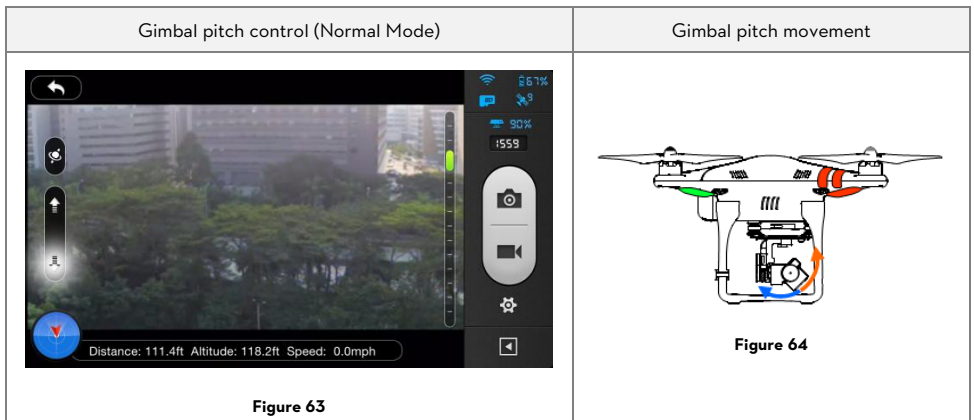 Gimbal pitch control (Normal Mode)
Gimbal pitch movement
67%
9
90%
1559
Distance: 111.4ft Altitude: 118.2ft Speed: 0.0mph
Figure 63
Figure 64